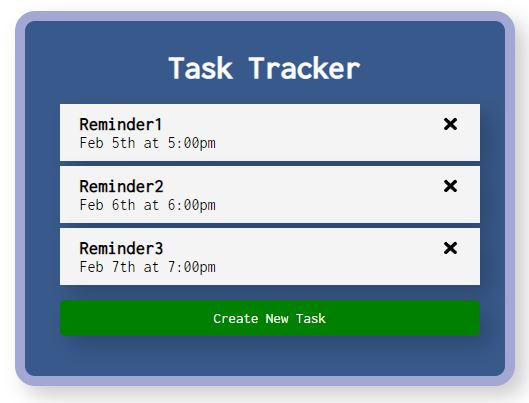 Task Tracker
Reminder1
Feb 5th at 5:00pm
Reminder2
Feb 6th at 6:00pm
Reminder3
Feb 7th at 7:00pm
Create New Task